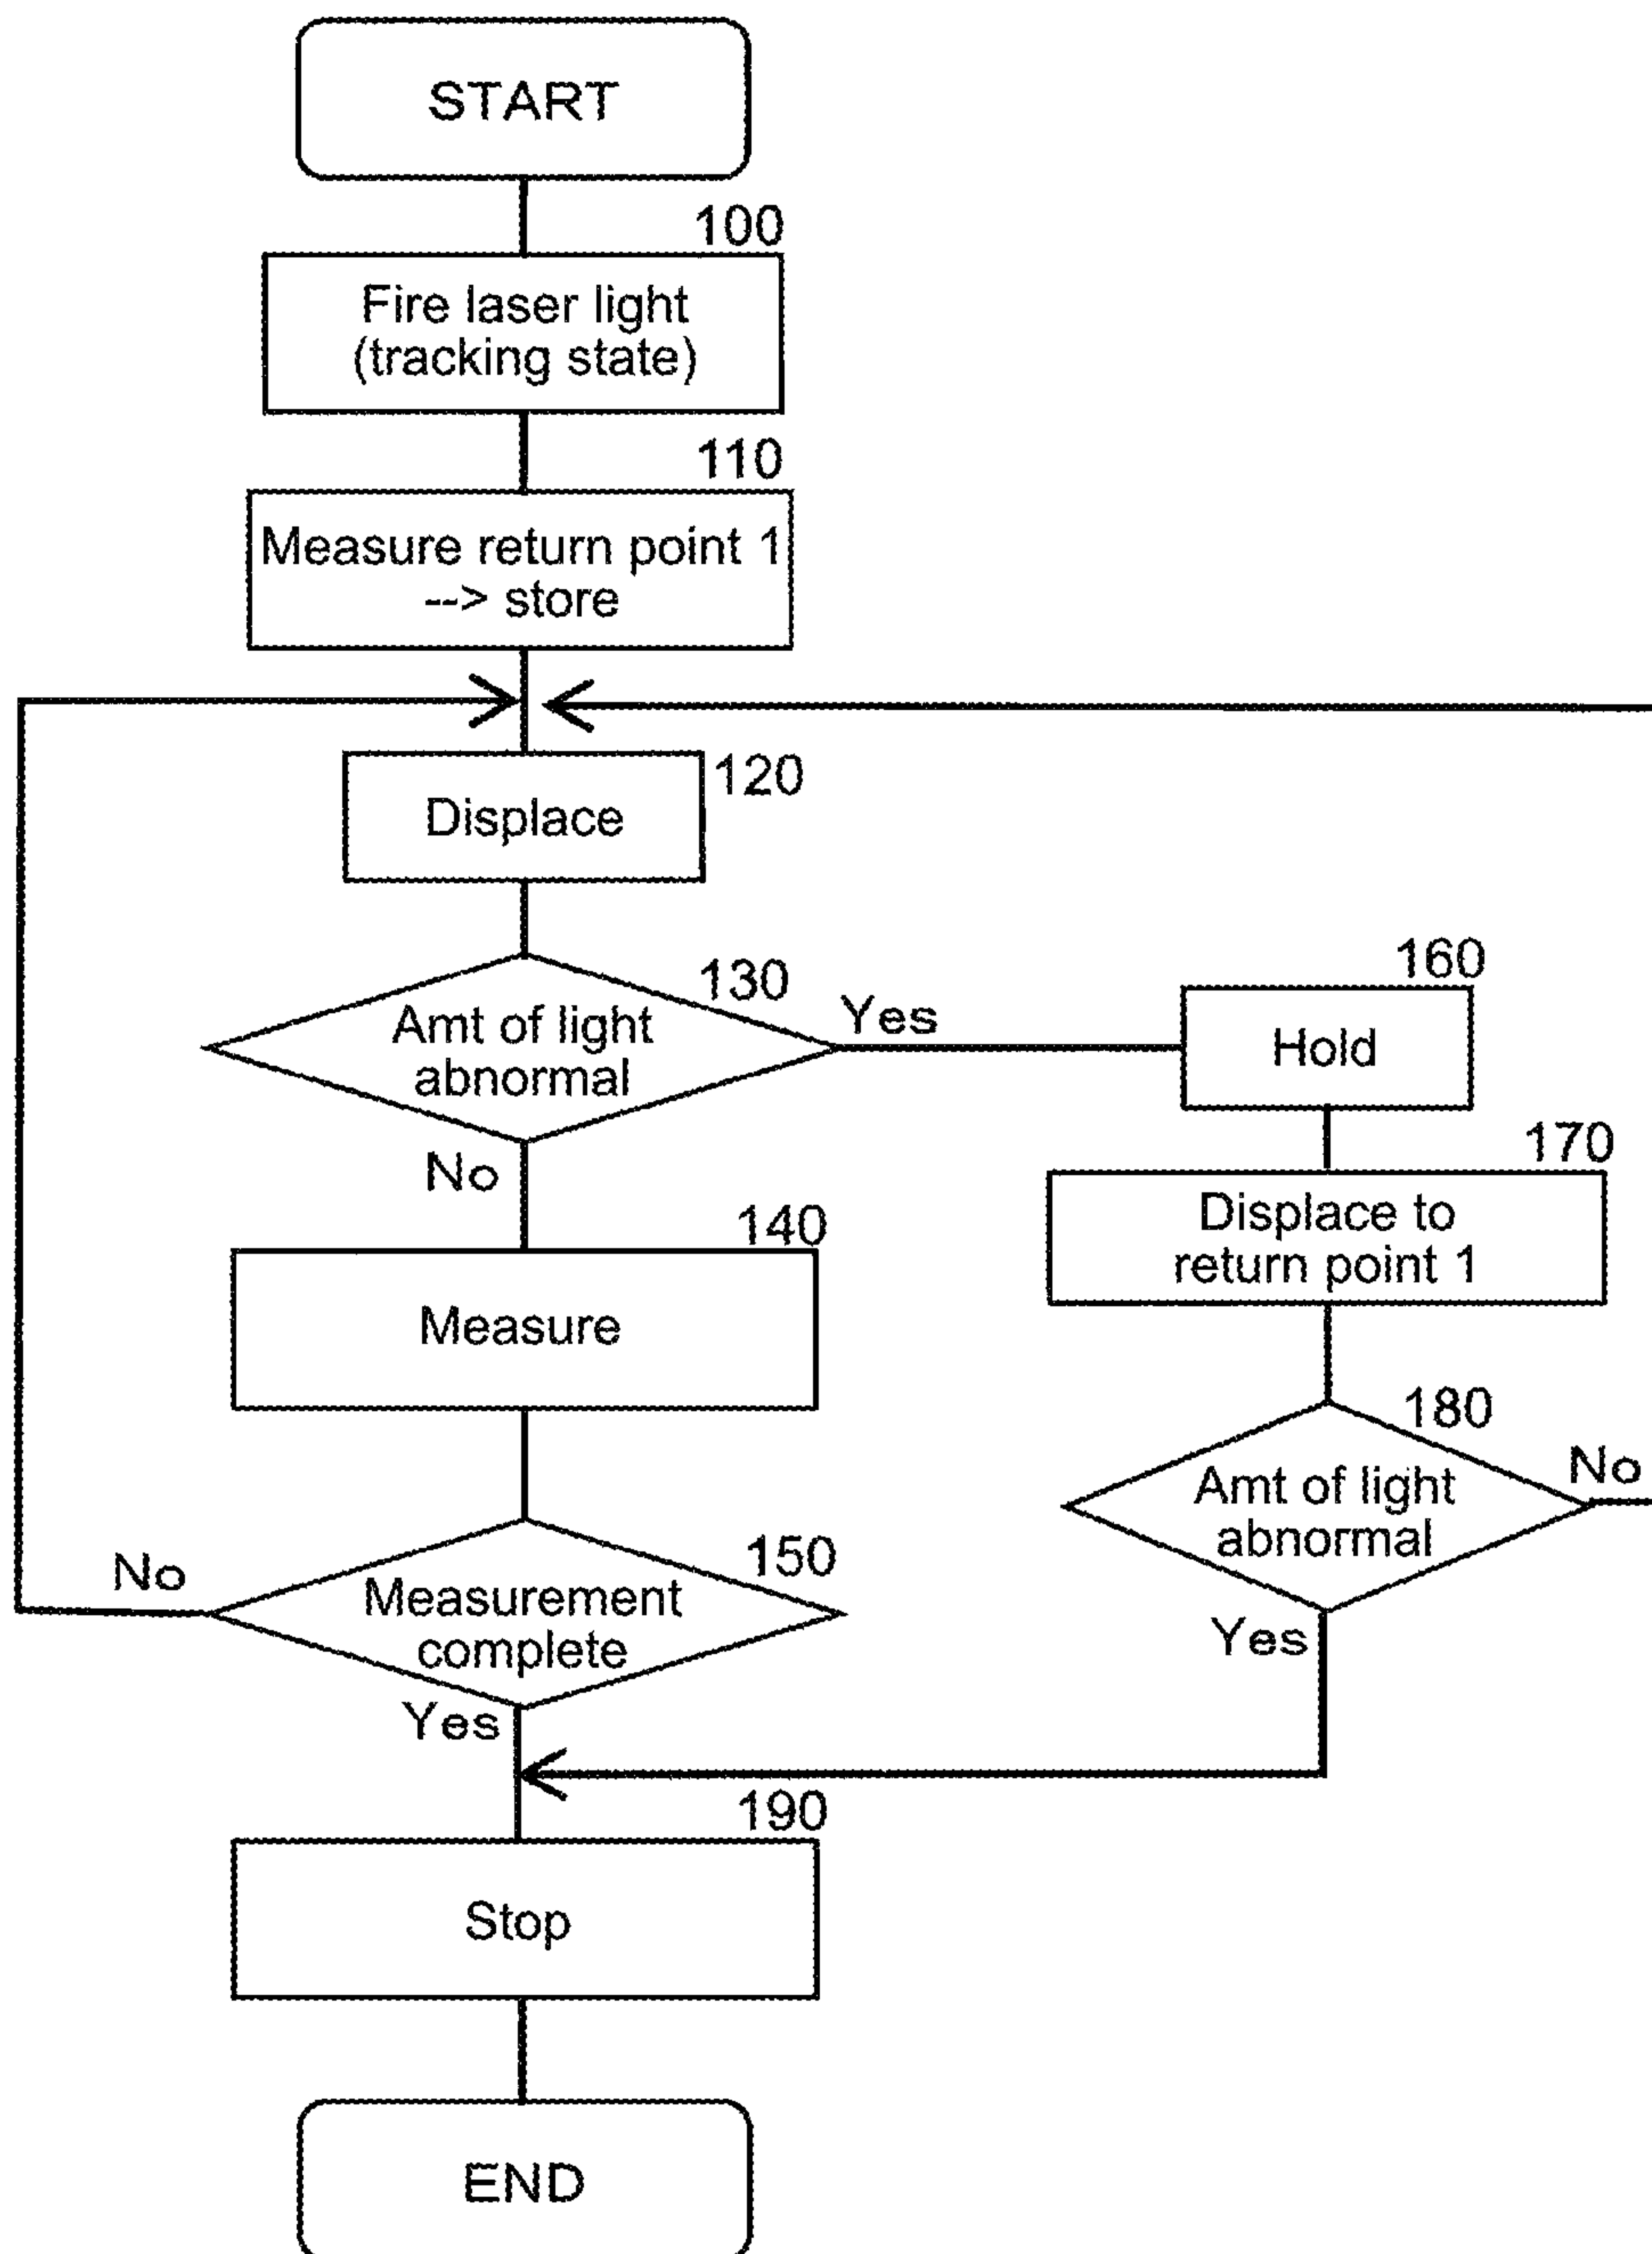 START
100
Fire laser light
(tracking state)
110
Measure return point 1
--> store
120
Displace
130
Amt of light
abnormal
Yes
No
160
Hold
170
Displace to
return point 1
140
Measure
180
Amt of light
abnormal
No
Yes
150
Measurement
complete
No
Yes
190
Stop
END